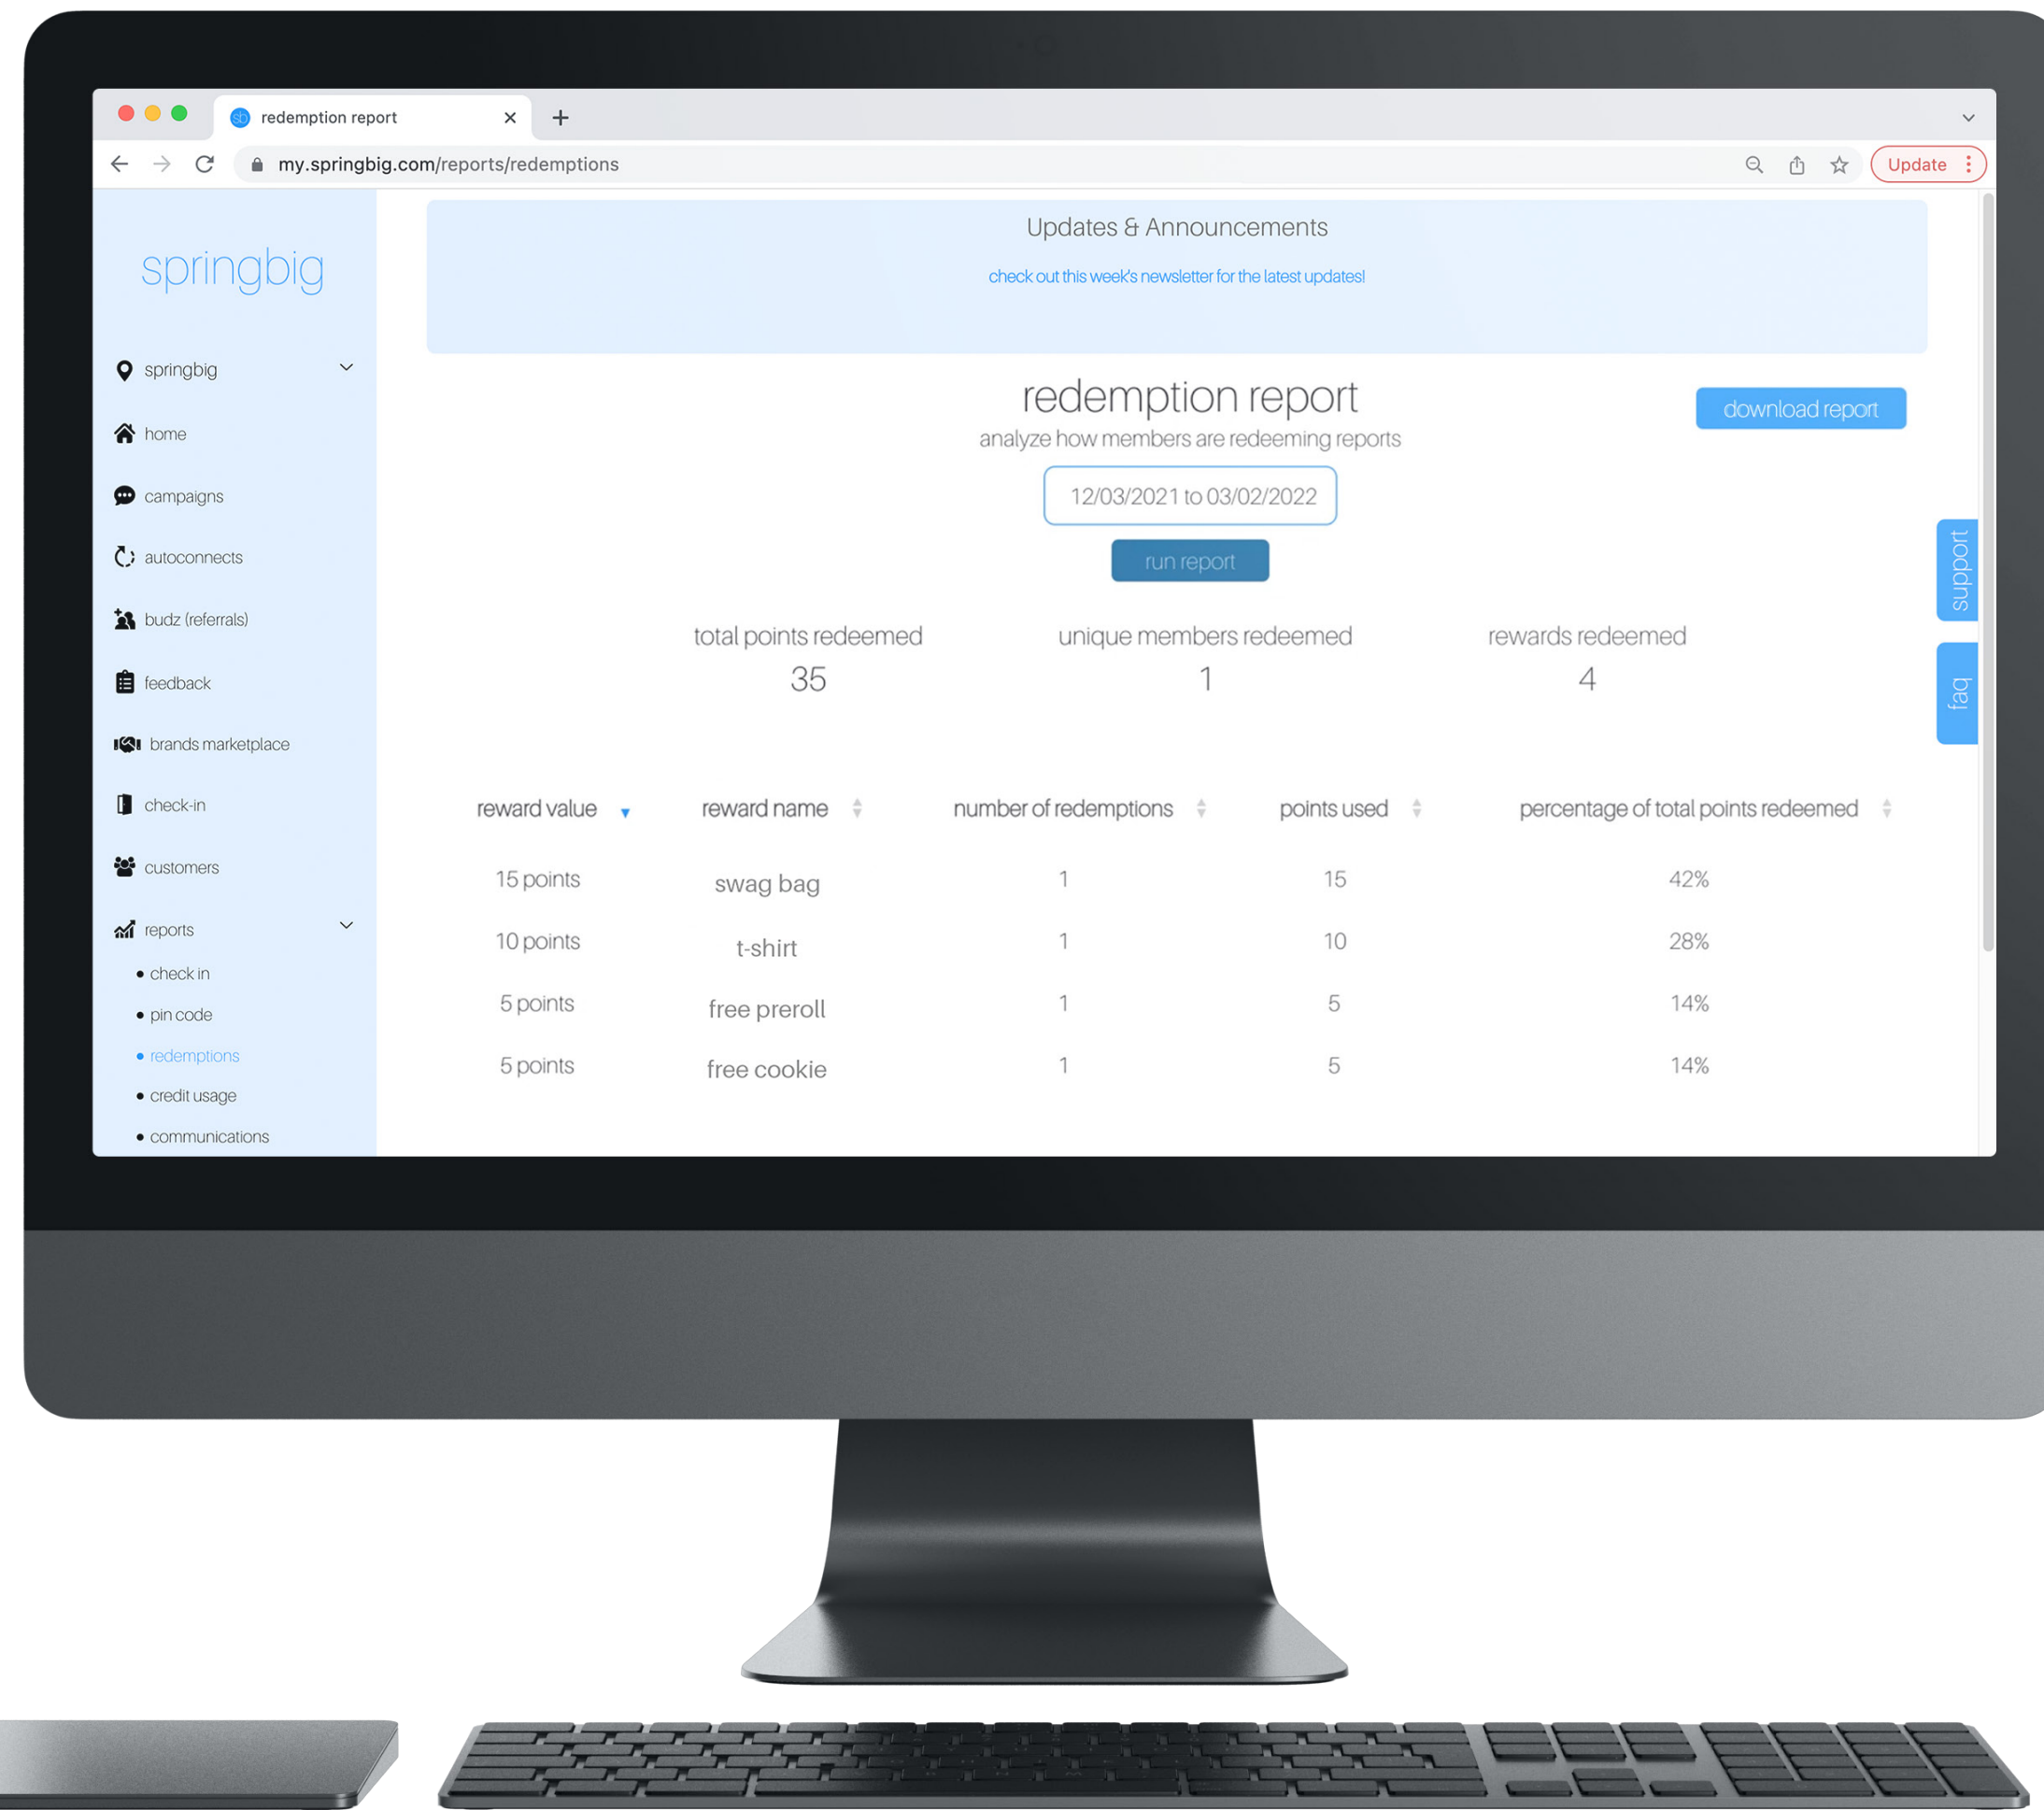 redemption report
my.springbig.com/reports/redemptions
Update
springbig
springbig
home
campaigns
autoconnects
budz (referrals)
feedback
brands marketplace
check-in
customers
reports
check in
pin code
redemptions
credit usage
communications
Updates & Announcements
check out this week's newsletter for the latest updates!
redemption report
download report
analyze how members are redeeming reports
12/03/2021 to 03/02/2022
run report
total points redeemed unique members redeemed rewards redeemed
35 1 4
reward value reward name number of redemptions points used percentage of total points redeemed
15 points swag bag 1 15 42%
10 points t-shirt 1 10 28%
5 points free preroll 1 5 14%
5 points free cookie 1 5 14%
support
faq